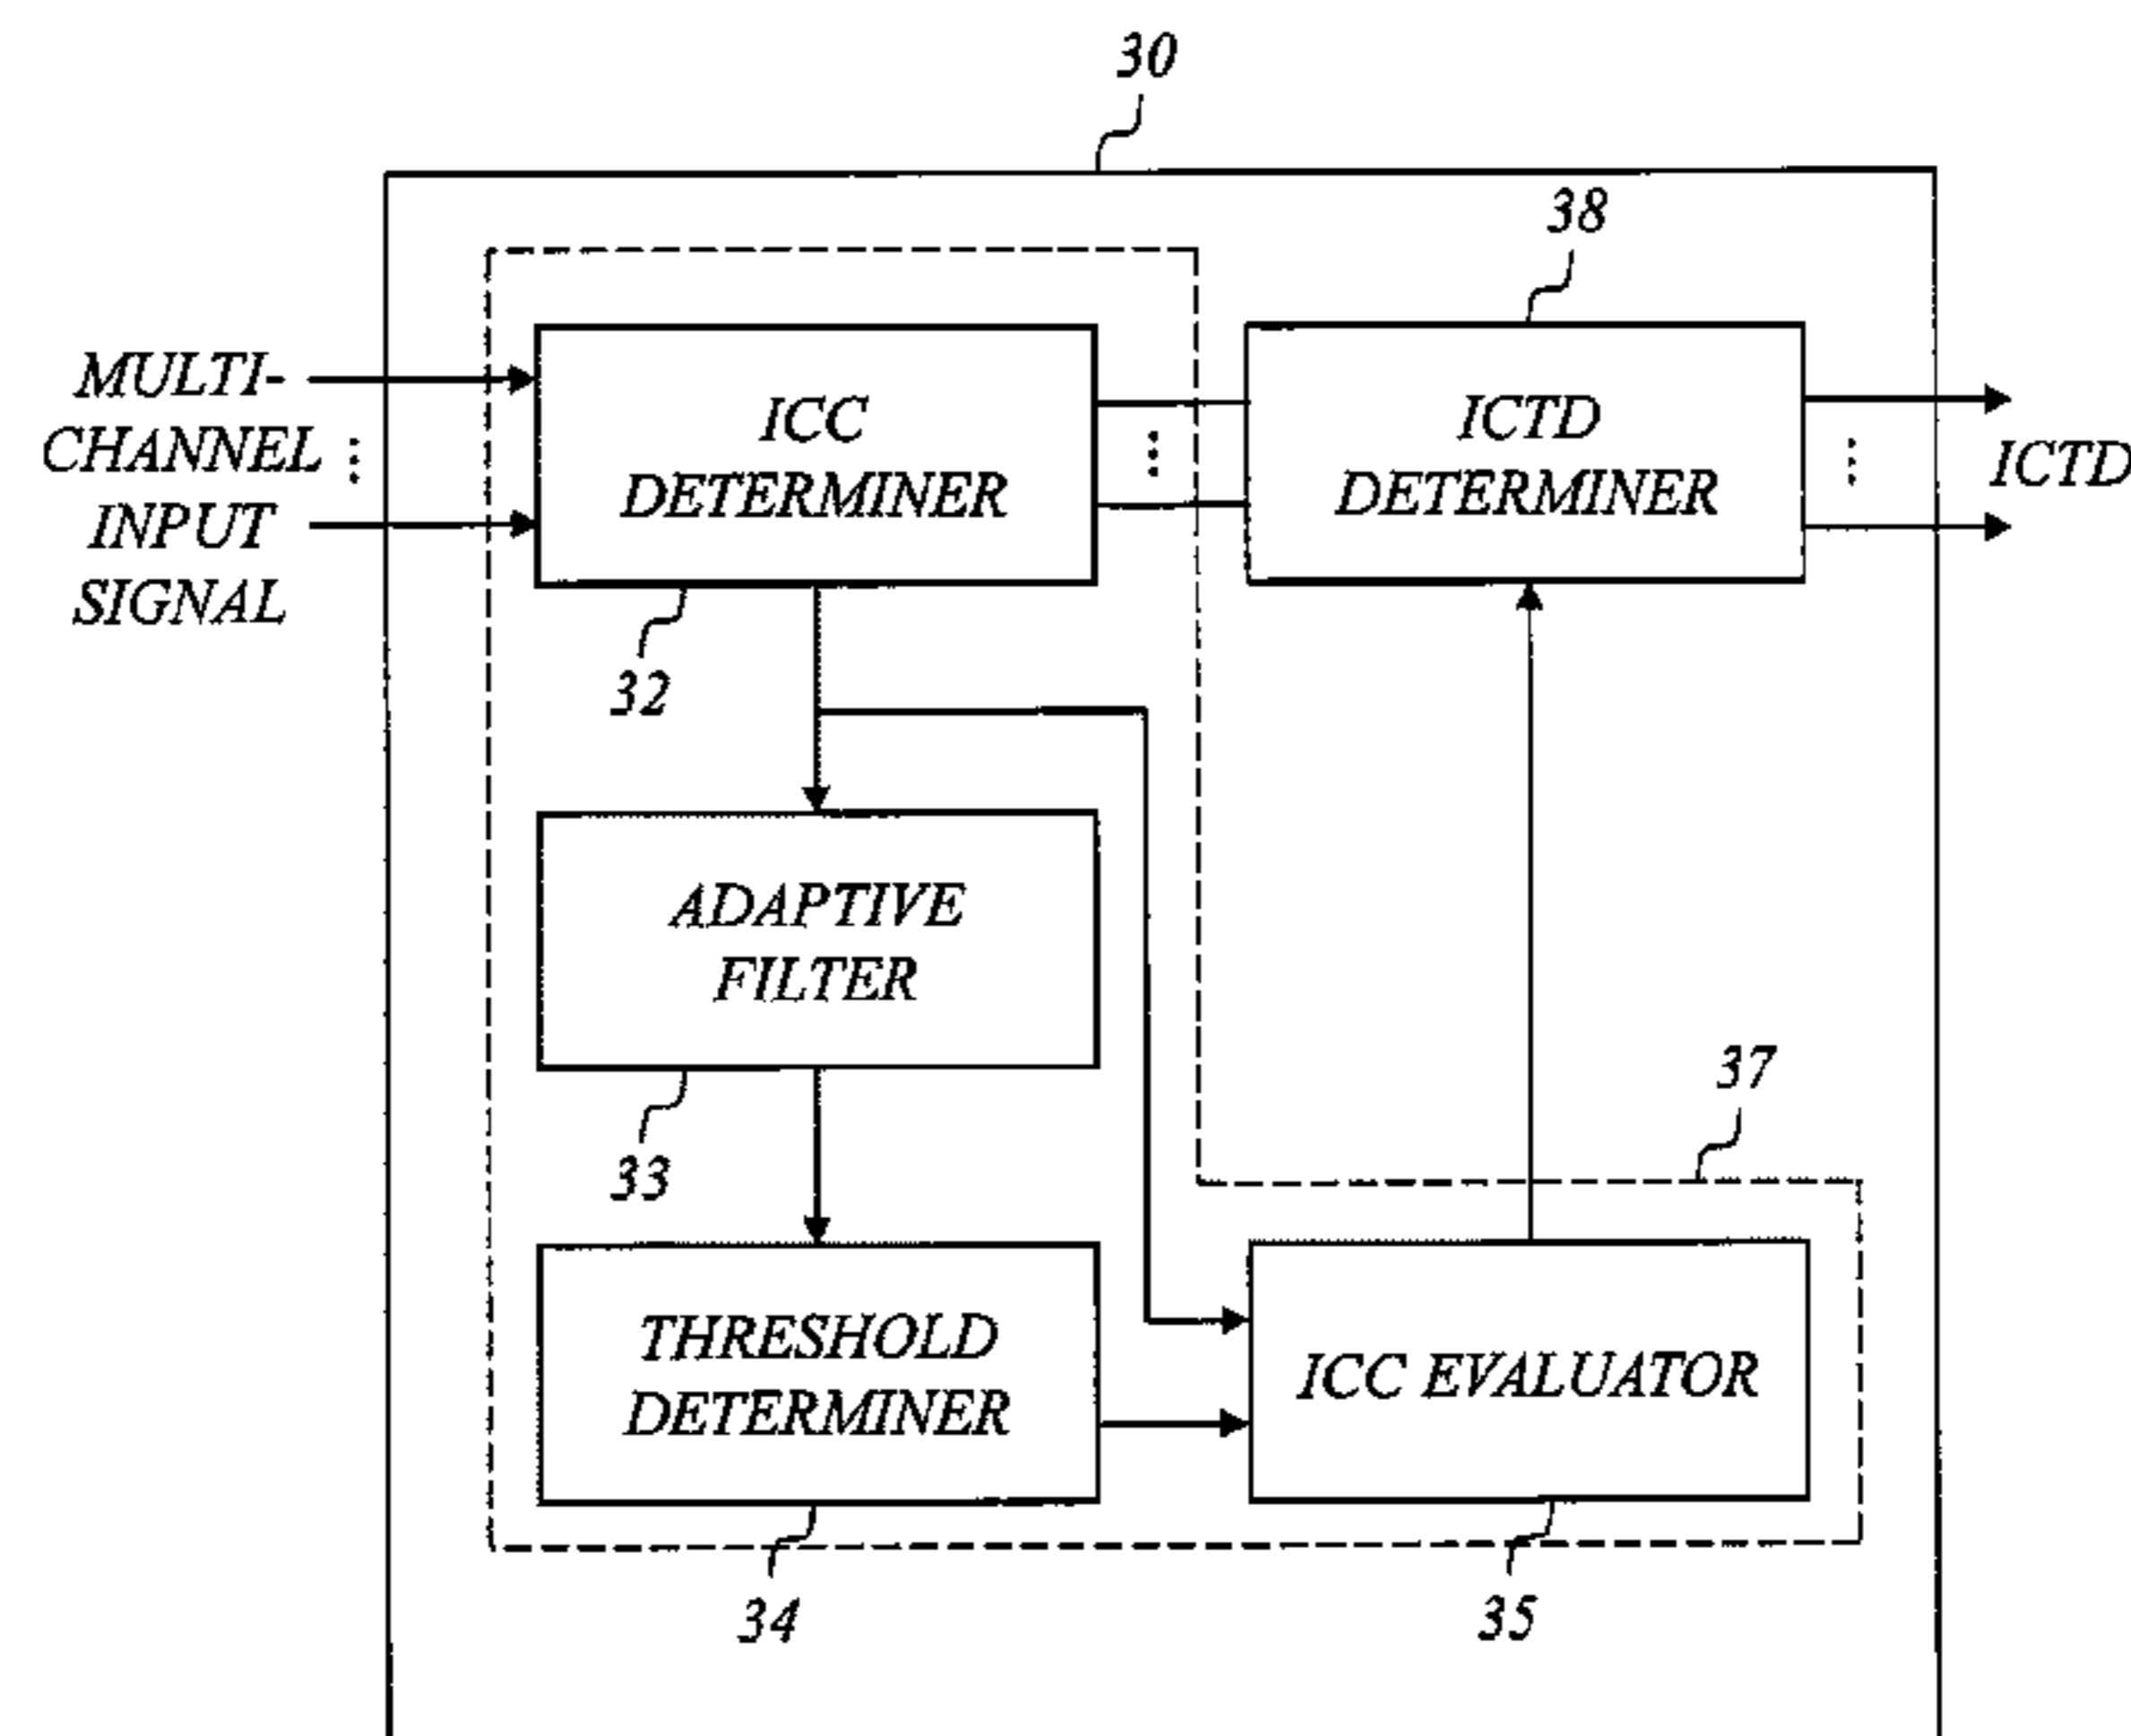 30
38
MULTI-
CHANNEL
INPUT
SIGNAL
ICC
DETERMINER
ICTD
DETERMINER
ICTD
32
ADAPTIVE
FILTER
33
37
THRESHOLD
DETERMINER
ICC EVALUATOR
34
35